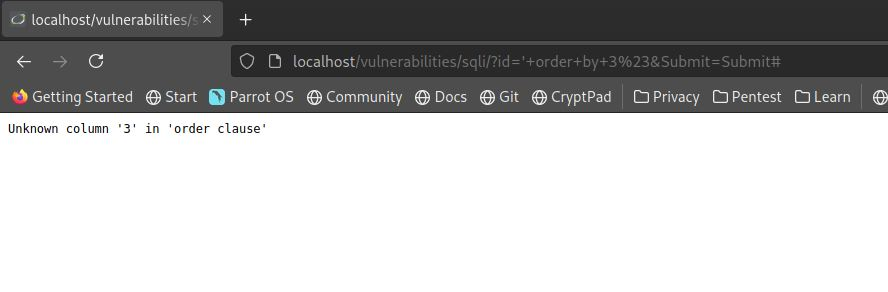 localhost/vulnerabilities/s
localhost/vulnerabilities/sqli/?id='+order+by+3%23&Submit=Submit#
Getting Started Start Parrot OS Community Docs Git CryptPad Privacy Pentest Learn
Unknown column '3' in 'order clause'